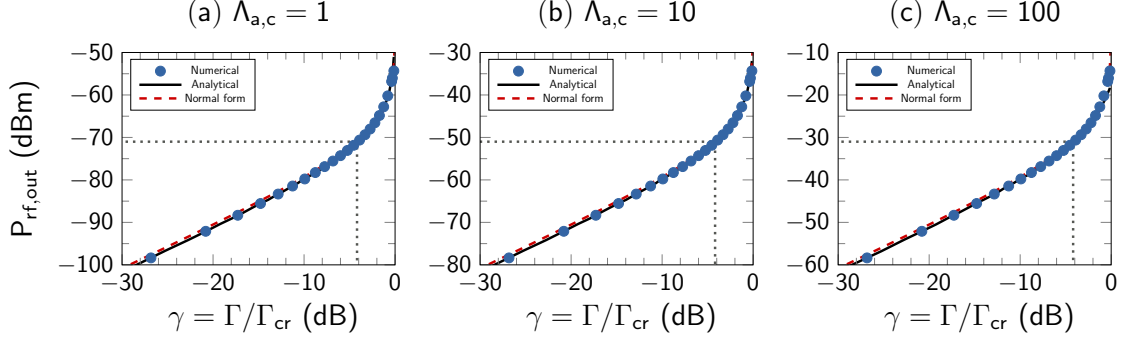 (a) Λa,c = 1
(b) Λa,c = 10
(c) Λa,c = 100
Prf,out (dBm)
−50
−60
−70
−80
−90
−100
Numerical
Analytical
Normal form
−30
−20
−10
0
γ = Γ/Γcr (dB)
−30
−40
−50
−60
−70
−80
Numerical
Analytical
Normal form
−30
−20
−10
0
γ = Γ/Γcr (dB)
−10
−20
−30
−40
−50
−60
Numerical
Analytical
Normal form
−30
−20
−10
0
γ = Γ/Γcr (dB)